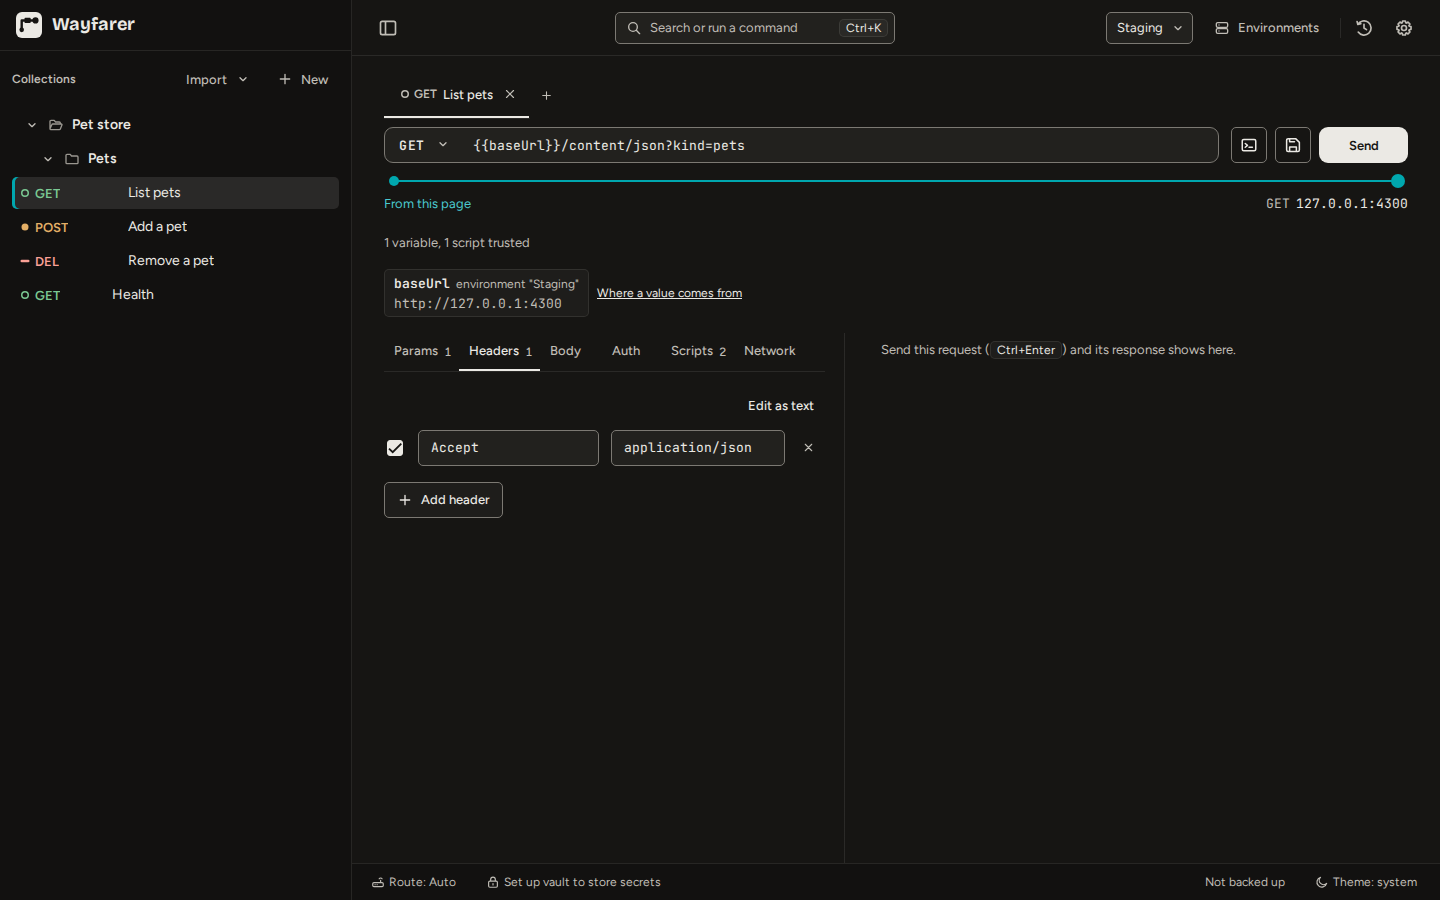 Wayfarer
Search or run a command Ctrl+K
Staging
Environments
Collections
Import
New
Pet store
Pets
GET List pets
POST Add a pet
DEL Remove a pet
GET Health
GET List pets
GET {{baseUrl}}/content/json?kind=pets
Send
From this page
GET 127.0.0.1:4300
1 variable, 1 script trusted
baseUrl environment "Staging"
http://127.0.0.1:4300
Where a value comes from
Params 1 Headers 1 Body Auth Scripts 2 Network
Edit as text
Accept application/json
Add header
Send this request (Ctrl+Enter) and its response shows here.
Route: Auto
Set up vault to store secrets
Not backed up
Theme: system